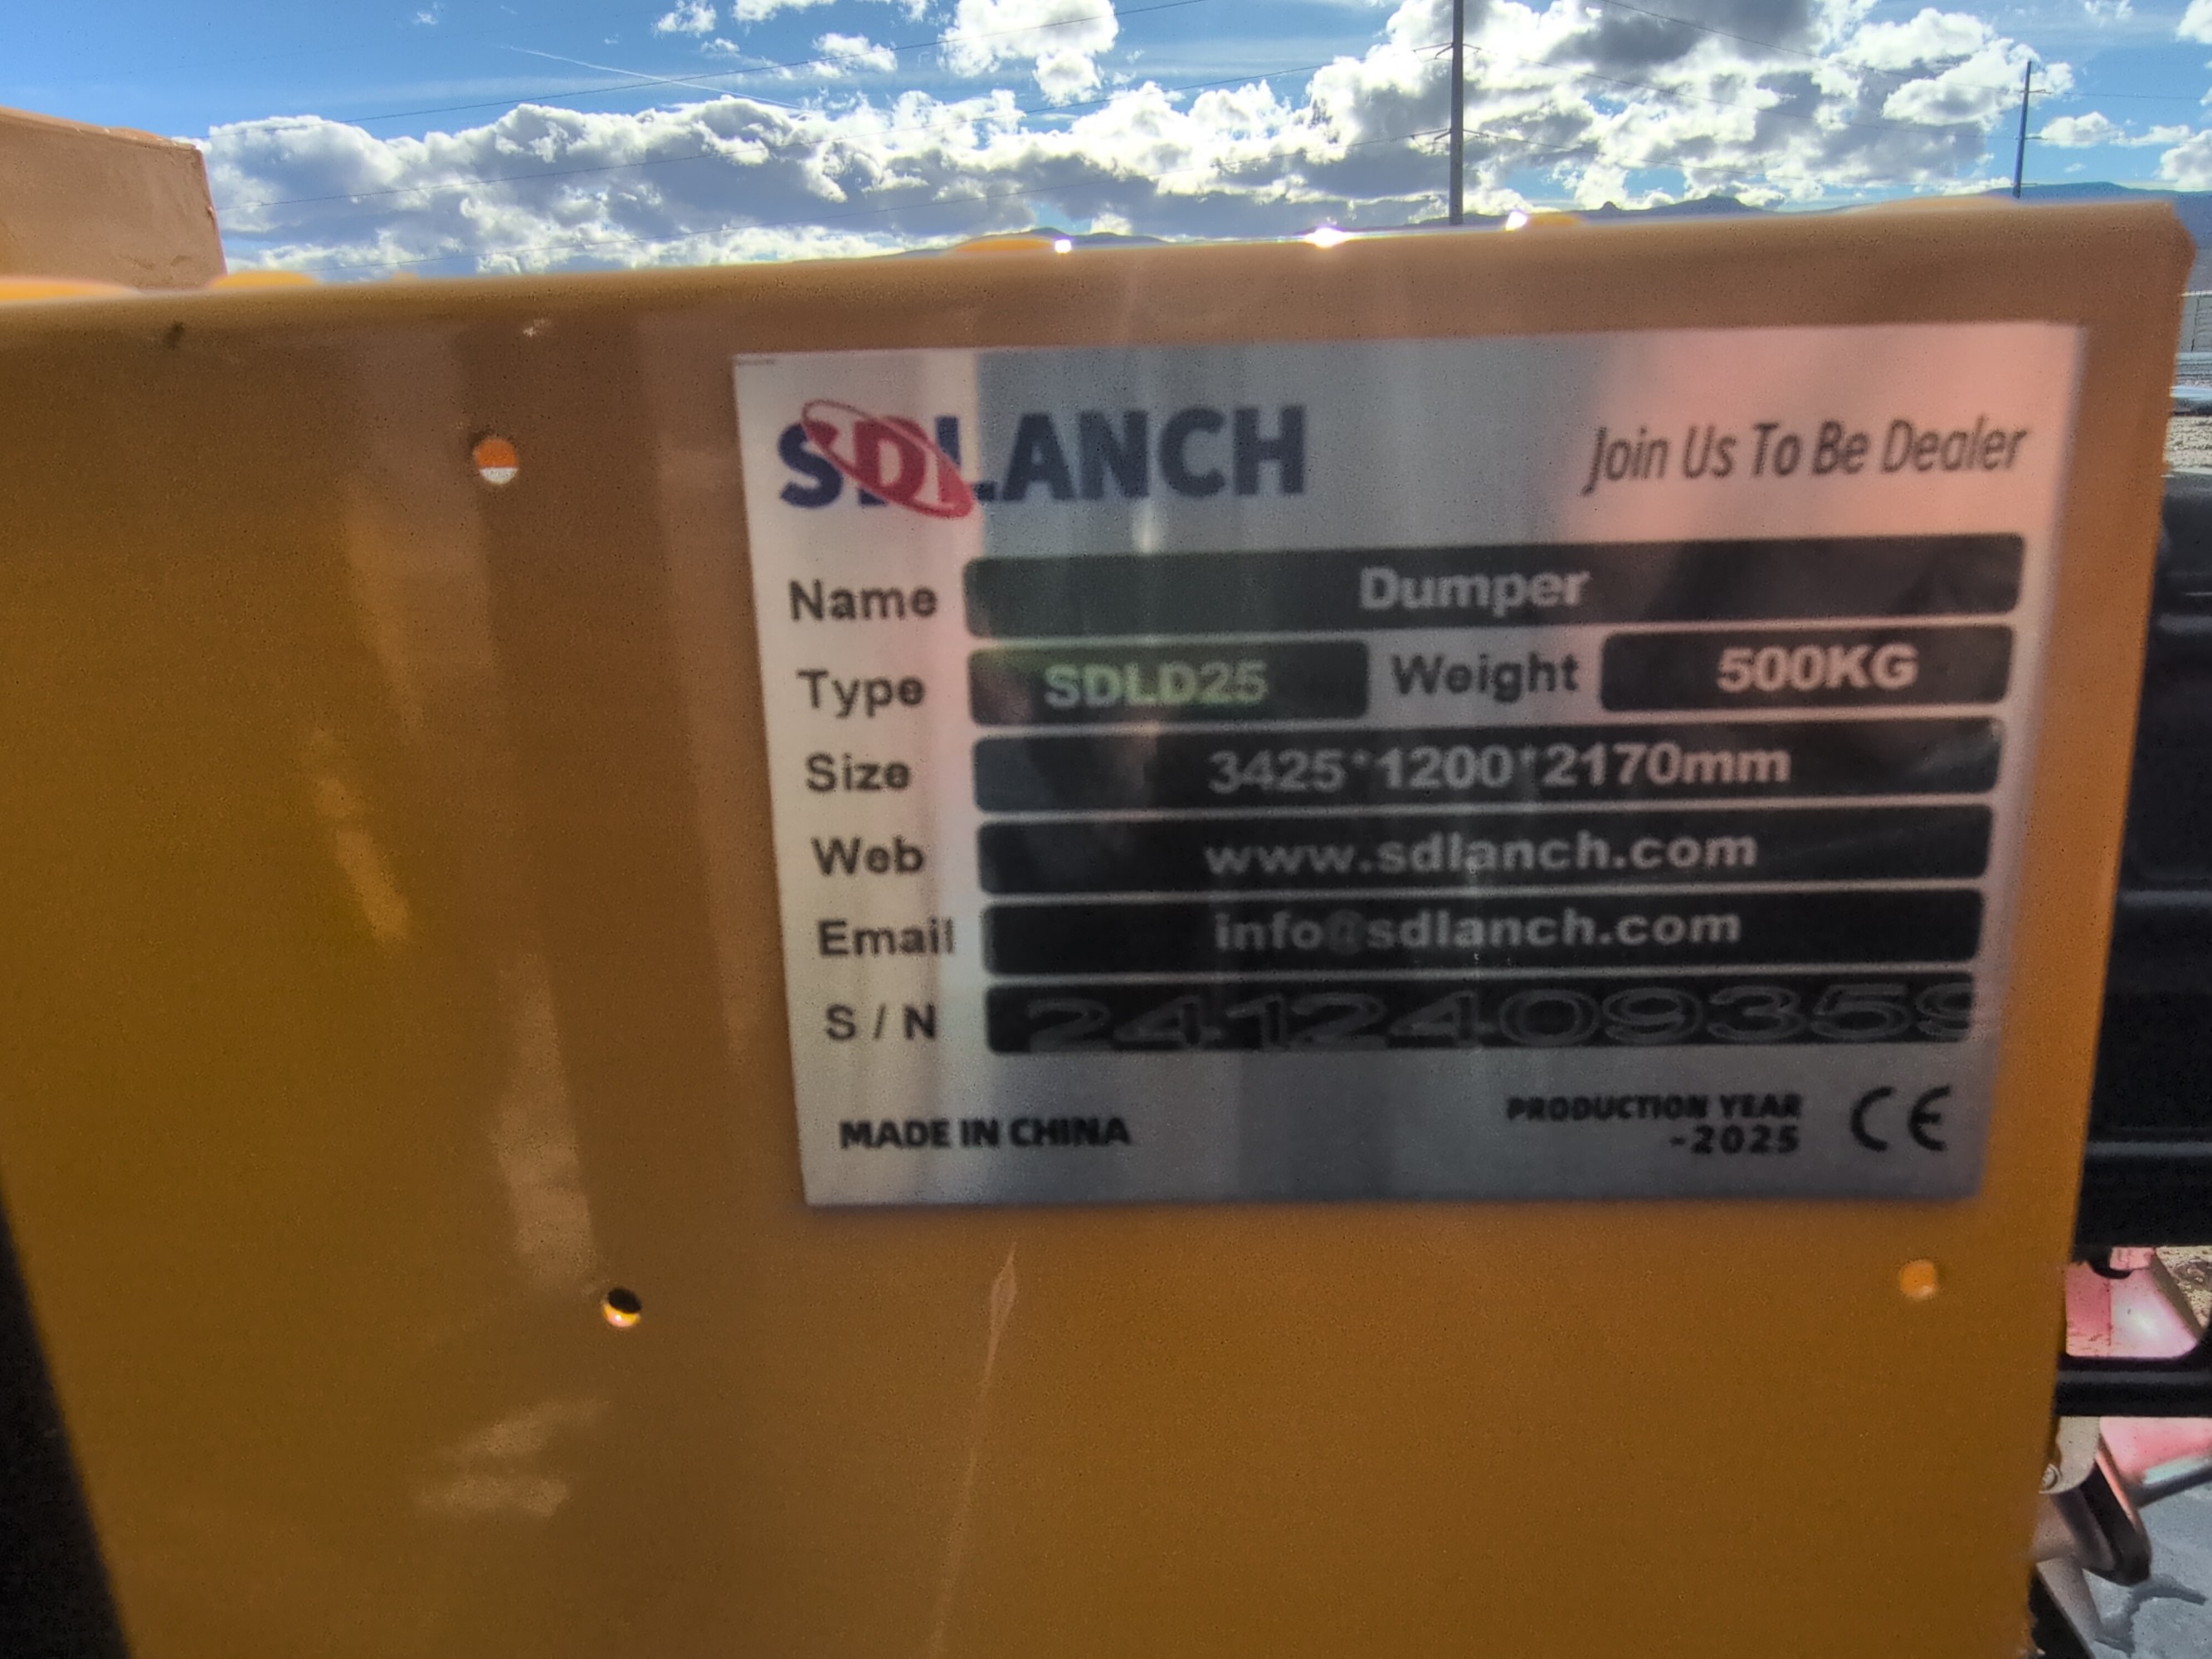 SDLANCH
Join Us To Be Dealer
Name Dumper
Type SDLD25 Weight 500KG
Size 3425*1200*2170mm
Web www.sdlanch.com
Email info@sdlanch.com
S / N 2412409359
MADE IN CHINA
PRODUCTION YEAR
-2025
CE